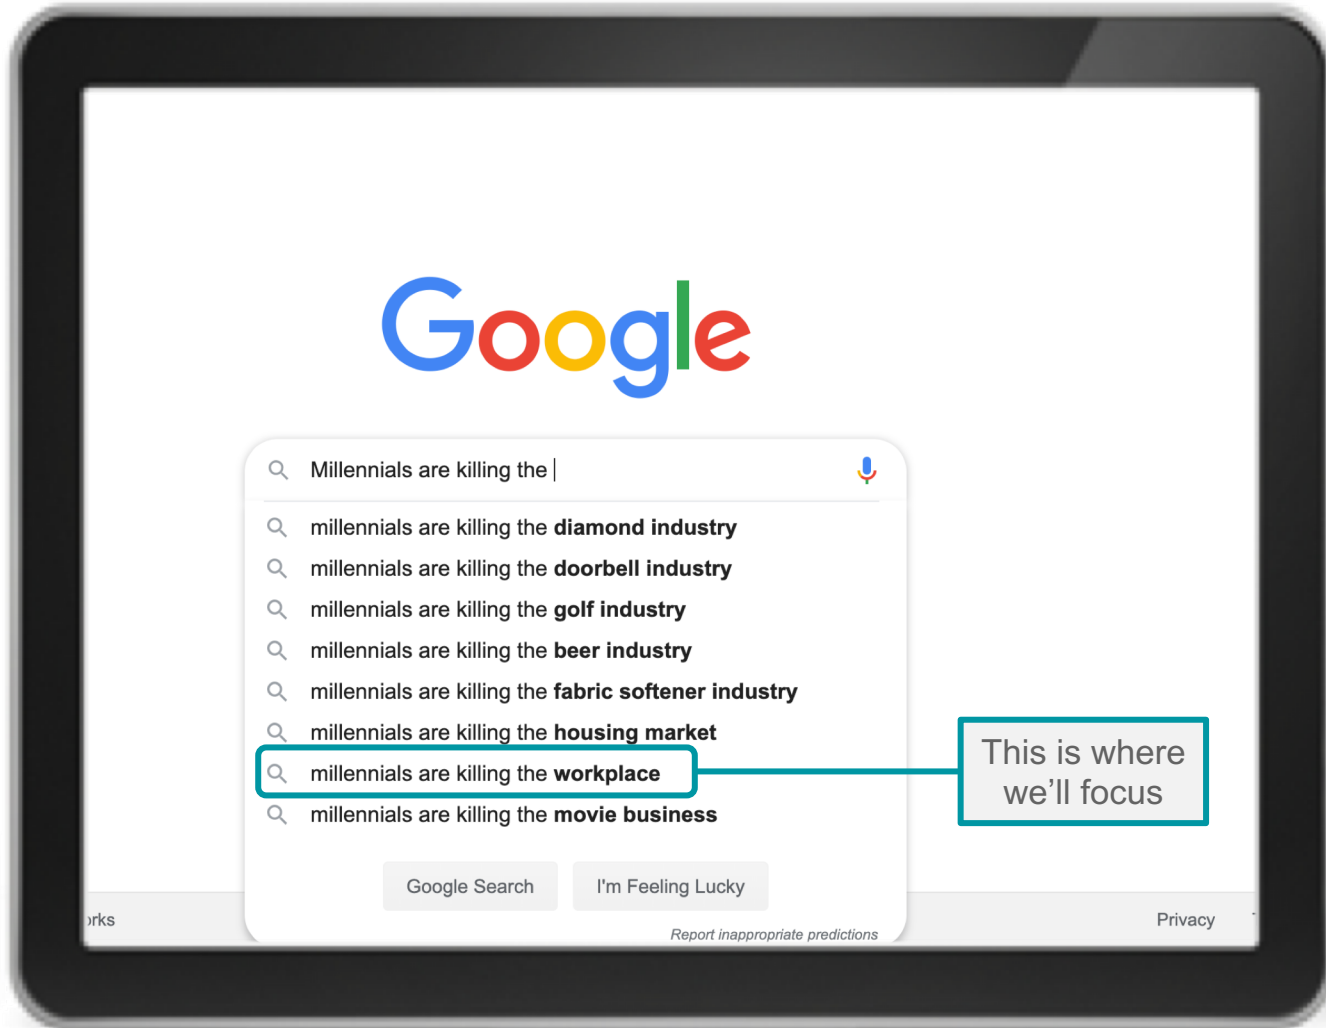 Google
Millennials are killing the
millennials are killing the diamond industry
millennials are killing the doorbell industry
millennials are killing the golf industry
millennials are killing the beer industry
millennials are killing the fabric softener industry
millennials are killing the housing market
millennials are killing the workplace
millennials are killing the movie business
This is where
we'll focus
Google Search I'm Feeling Lucky
Report inappropriate predictions
Privacy